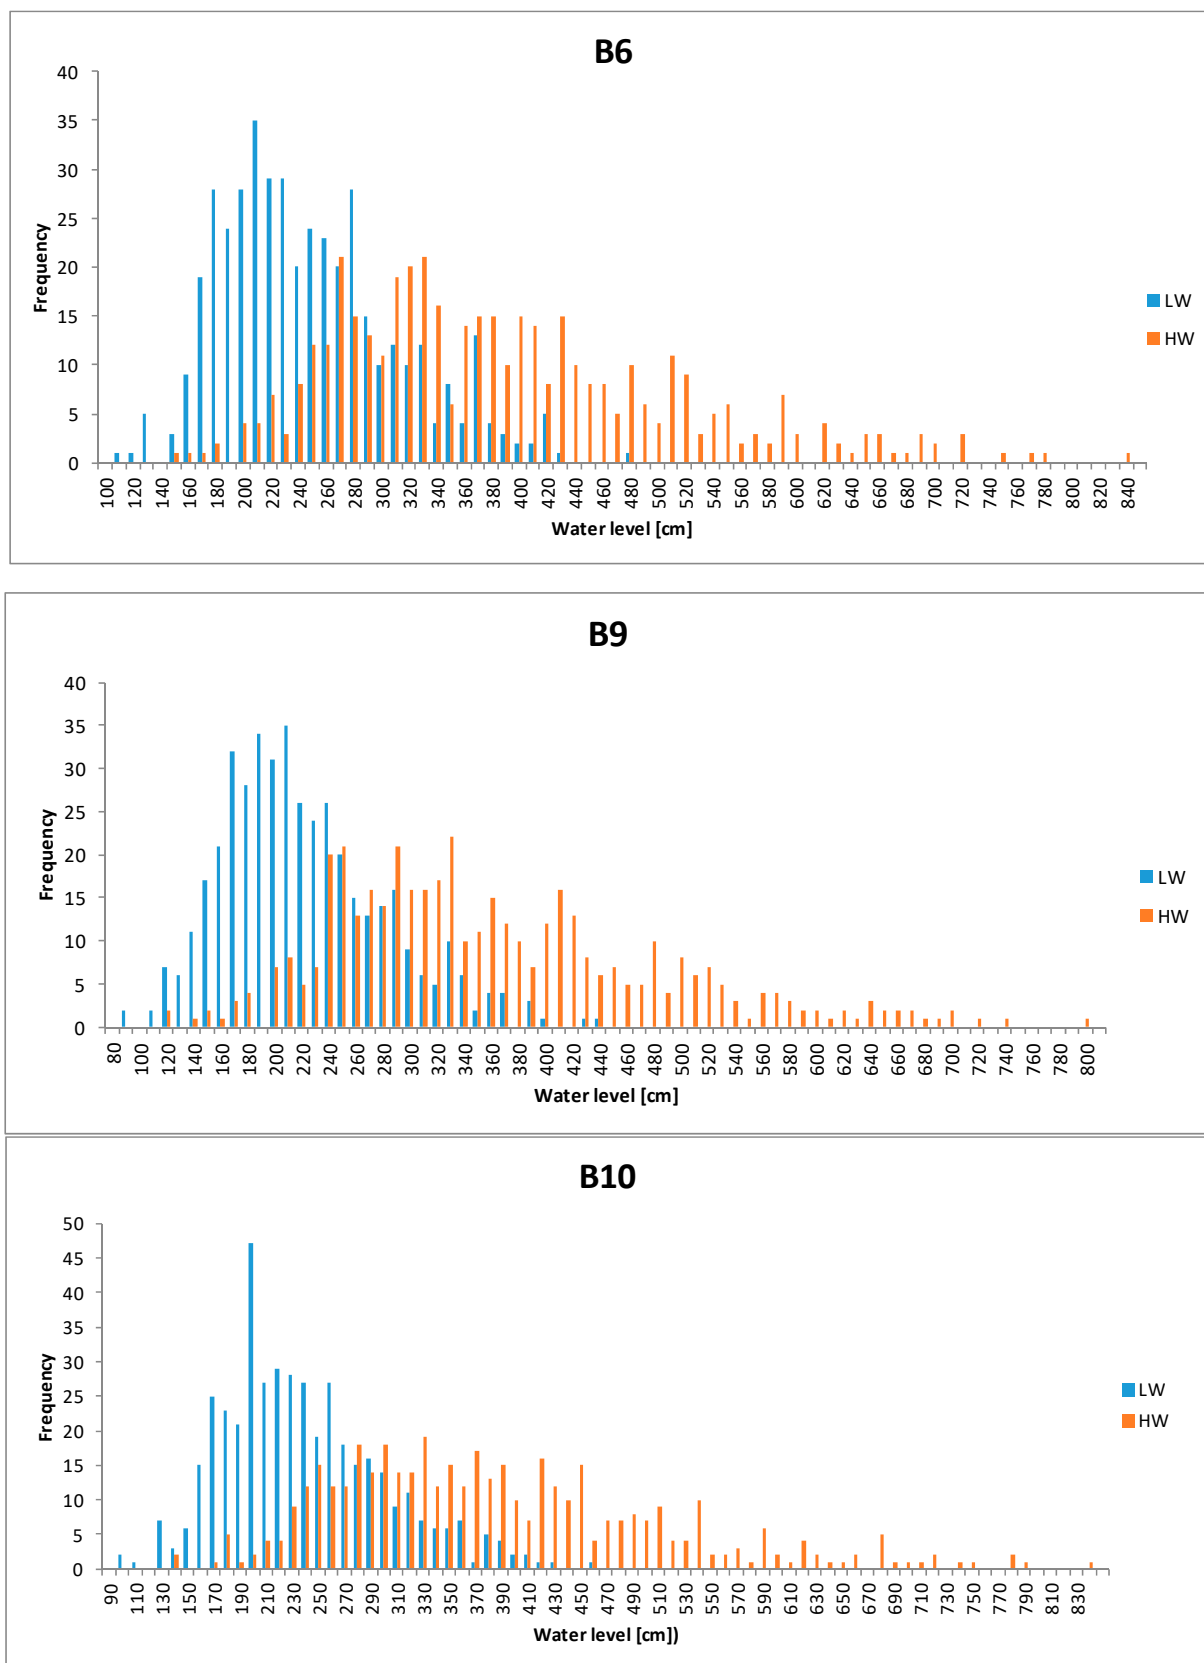 B6
40
35
30
25
20
15
10
5
0
Frequency
100 120 140 160 180 200 220 240 260 280 300 320 340 360 380 400 420 440 460 480 500 520 540 560 580 600 620 640 660 680 700 720 740 760 780 800 820 840
Water level [cm]
LW
HW
B9
40
35
30
25
20
15
10
5
0
Frequency
80 100 120 140 160 180 200 220 240 260 280 300 320 340 360 380 400 420 440 460 480 500 520 540 560 580 600 620 640 660 680 700 720 740 760 780 800
Water level [cm]
LW
HW
B10
50
45
40
35
30
25
20
15
10
5
0
Frequency
90 110 130 150 170 190 210 230 250 270 290 310 330 350 370 390 410 430 450 470 490 510 530 550 570 590 610 630 650 670 690 710 730 750 770 790 810 830
Water level [cm])
LW
HW